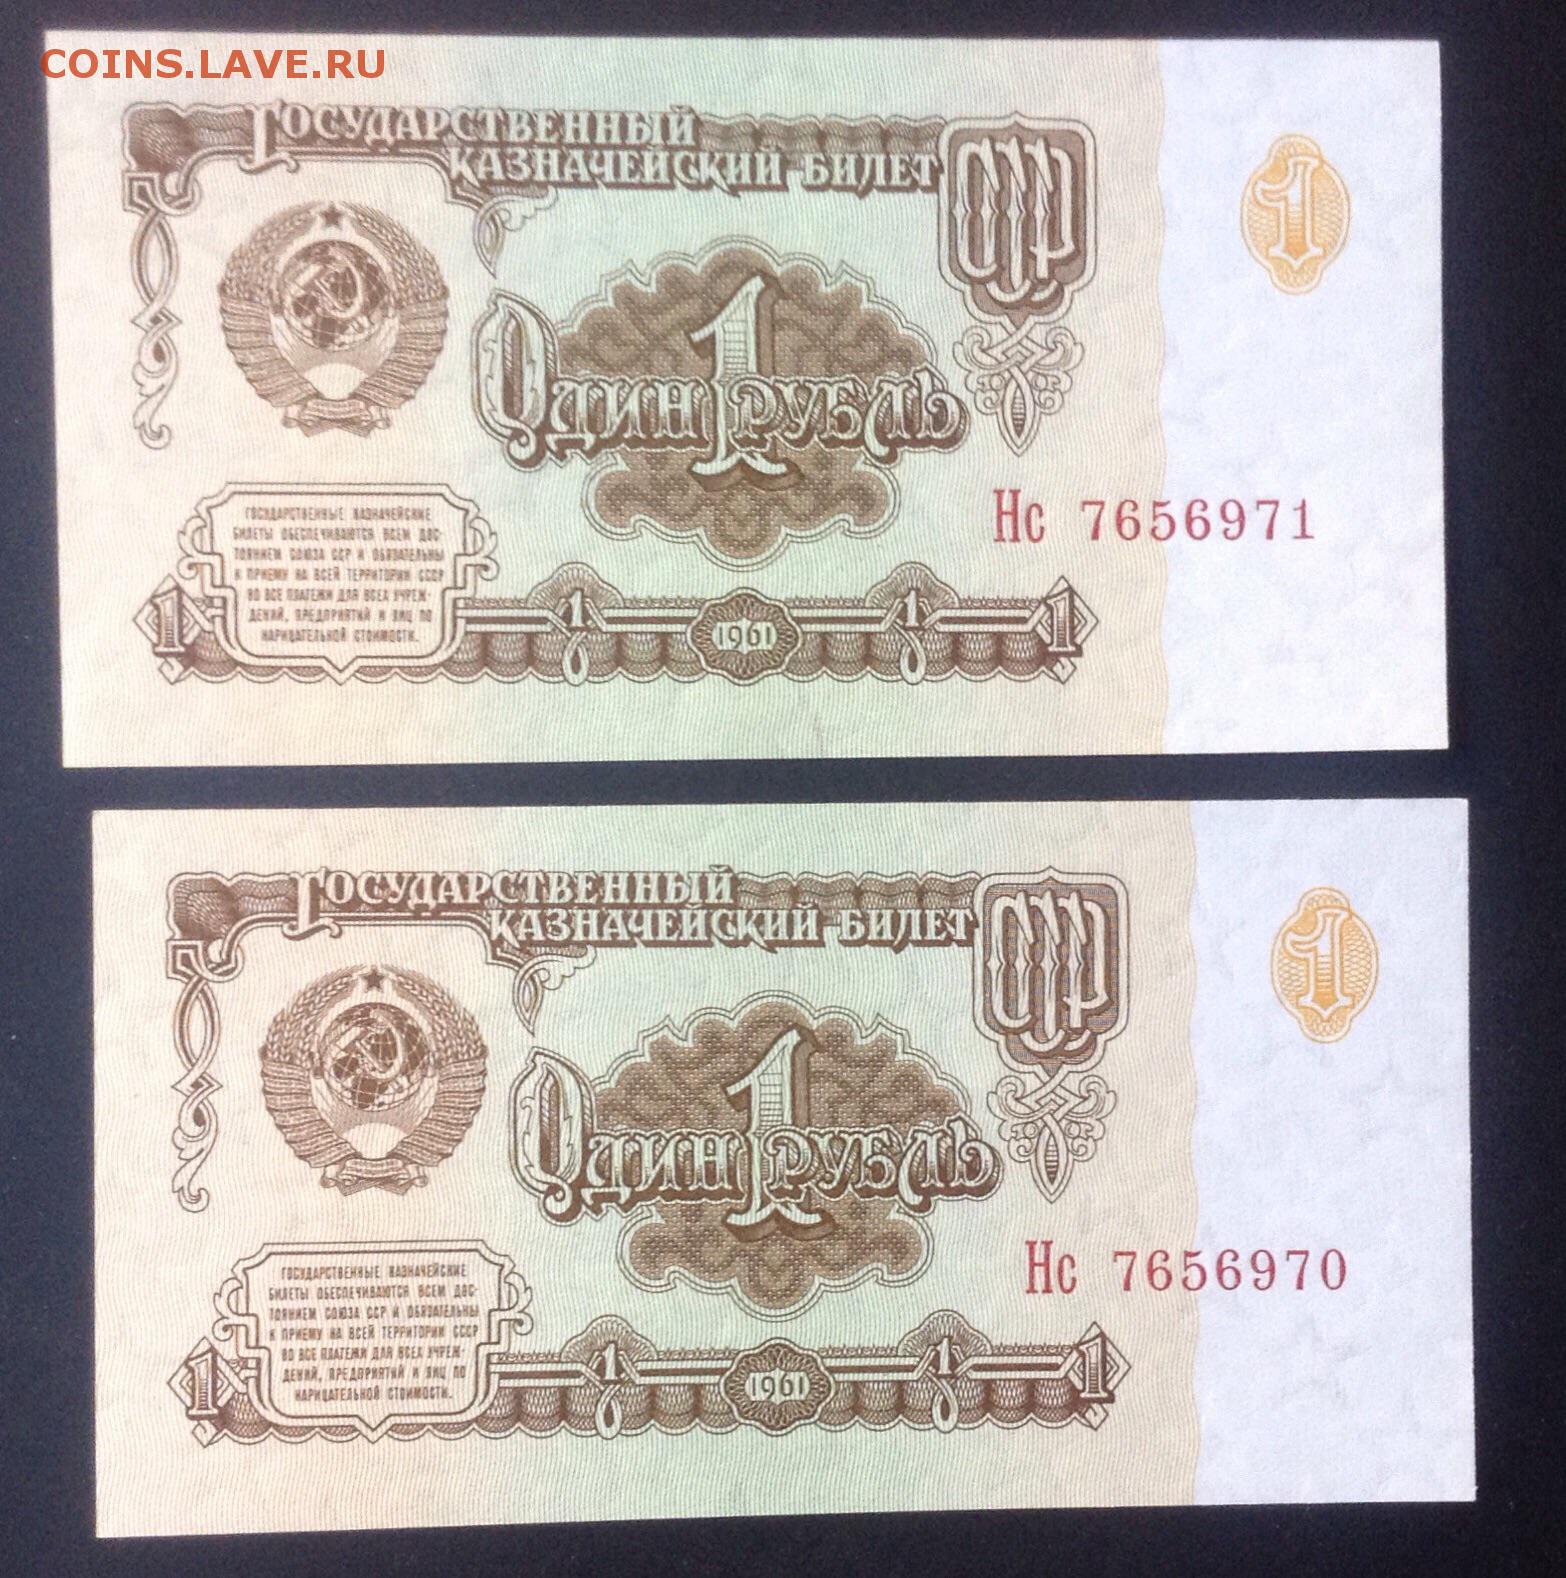 COINS.LAVE.RU
ГОСУДАРСТВЕННЫЙ
КАЗНАЧЕЙСКИЙ БИЛЕТ
СССР
1
1
ОДИН РУБЛЬ
Нс 7656971
ГОСУДАРСТВЕННЫЕ КАЗНАЧЕЙСКИЕ
БИЛЕТЫ ОБЕСПЕЧИВАЮТСЯ ВСЕМ ДОС-
ТОЯНИЕМ СОЮЗА ССР И ОБЯЗАТЕЛЬНЫ
К ПРИЕМУ НА ВСЕЙ ТЕРРИТОРИИ СССР
ВО ВСЕ ПЛАТЕЖИ ДЛЯ ВСЕХ УЧРЕЖ-
ДЕНИЙ, ПРЕДПРИЯТИЙ И ЛИЦ ПО
НАРИЦАТЕЛЬНОЙ СТОИМОСТИ.
1 1 1961 1 1
ГОСУДАРСТВЕННЫЙ
КАЗНАЧЕЙСКИЙ БИЛЕТ
СССР
1
1
ОДИН РУБЛЬ
Нс 7656970
ГОСУДАРСТВЕННЫЕ КАЗНАЧЕЙСКИЕ
БИЛЕТЫ ОБЕСПЕЧИВАЮТСЯ ВСЕМ ДОС-
ТОЯНИЕМ СОЮЗА ССР И ОБЯЗАТЕЛЬНЫ
К ПРИЕМУ НА ВСЕЙ ТЕРРИТОРИИ СССР
ВО ВСЕ ПЛАТЕЖИ ДЛЯ ВСЕХ УЧРЕЖ-
ДЕНИЙ, ПРЕДПРИЯТИЙ И ЛИЦ ПО
НАРИЦАТЕЛЬНОЙ СТОИМОСТИ.
1 1 1961 1 1